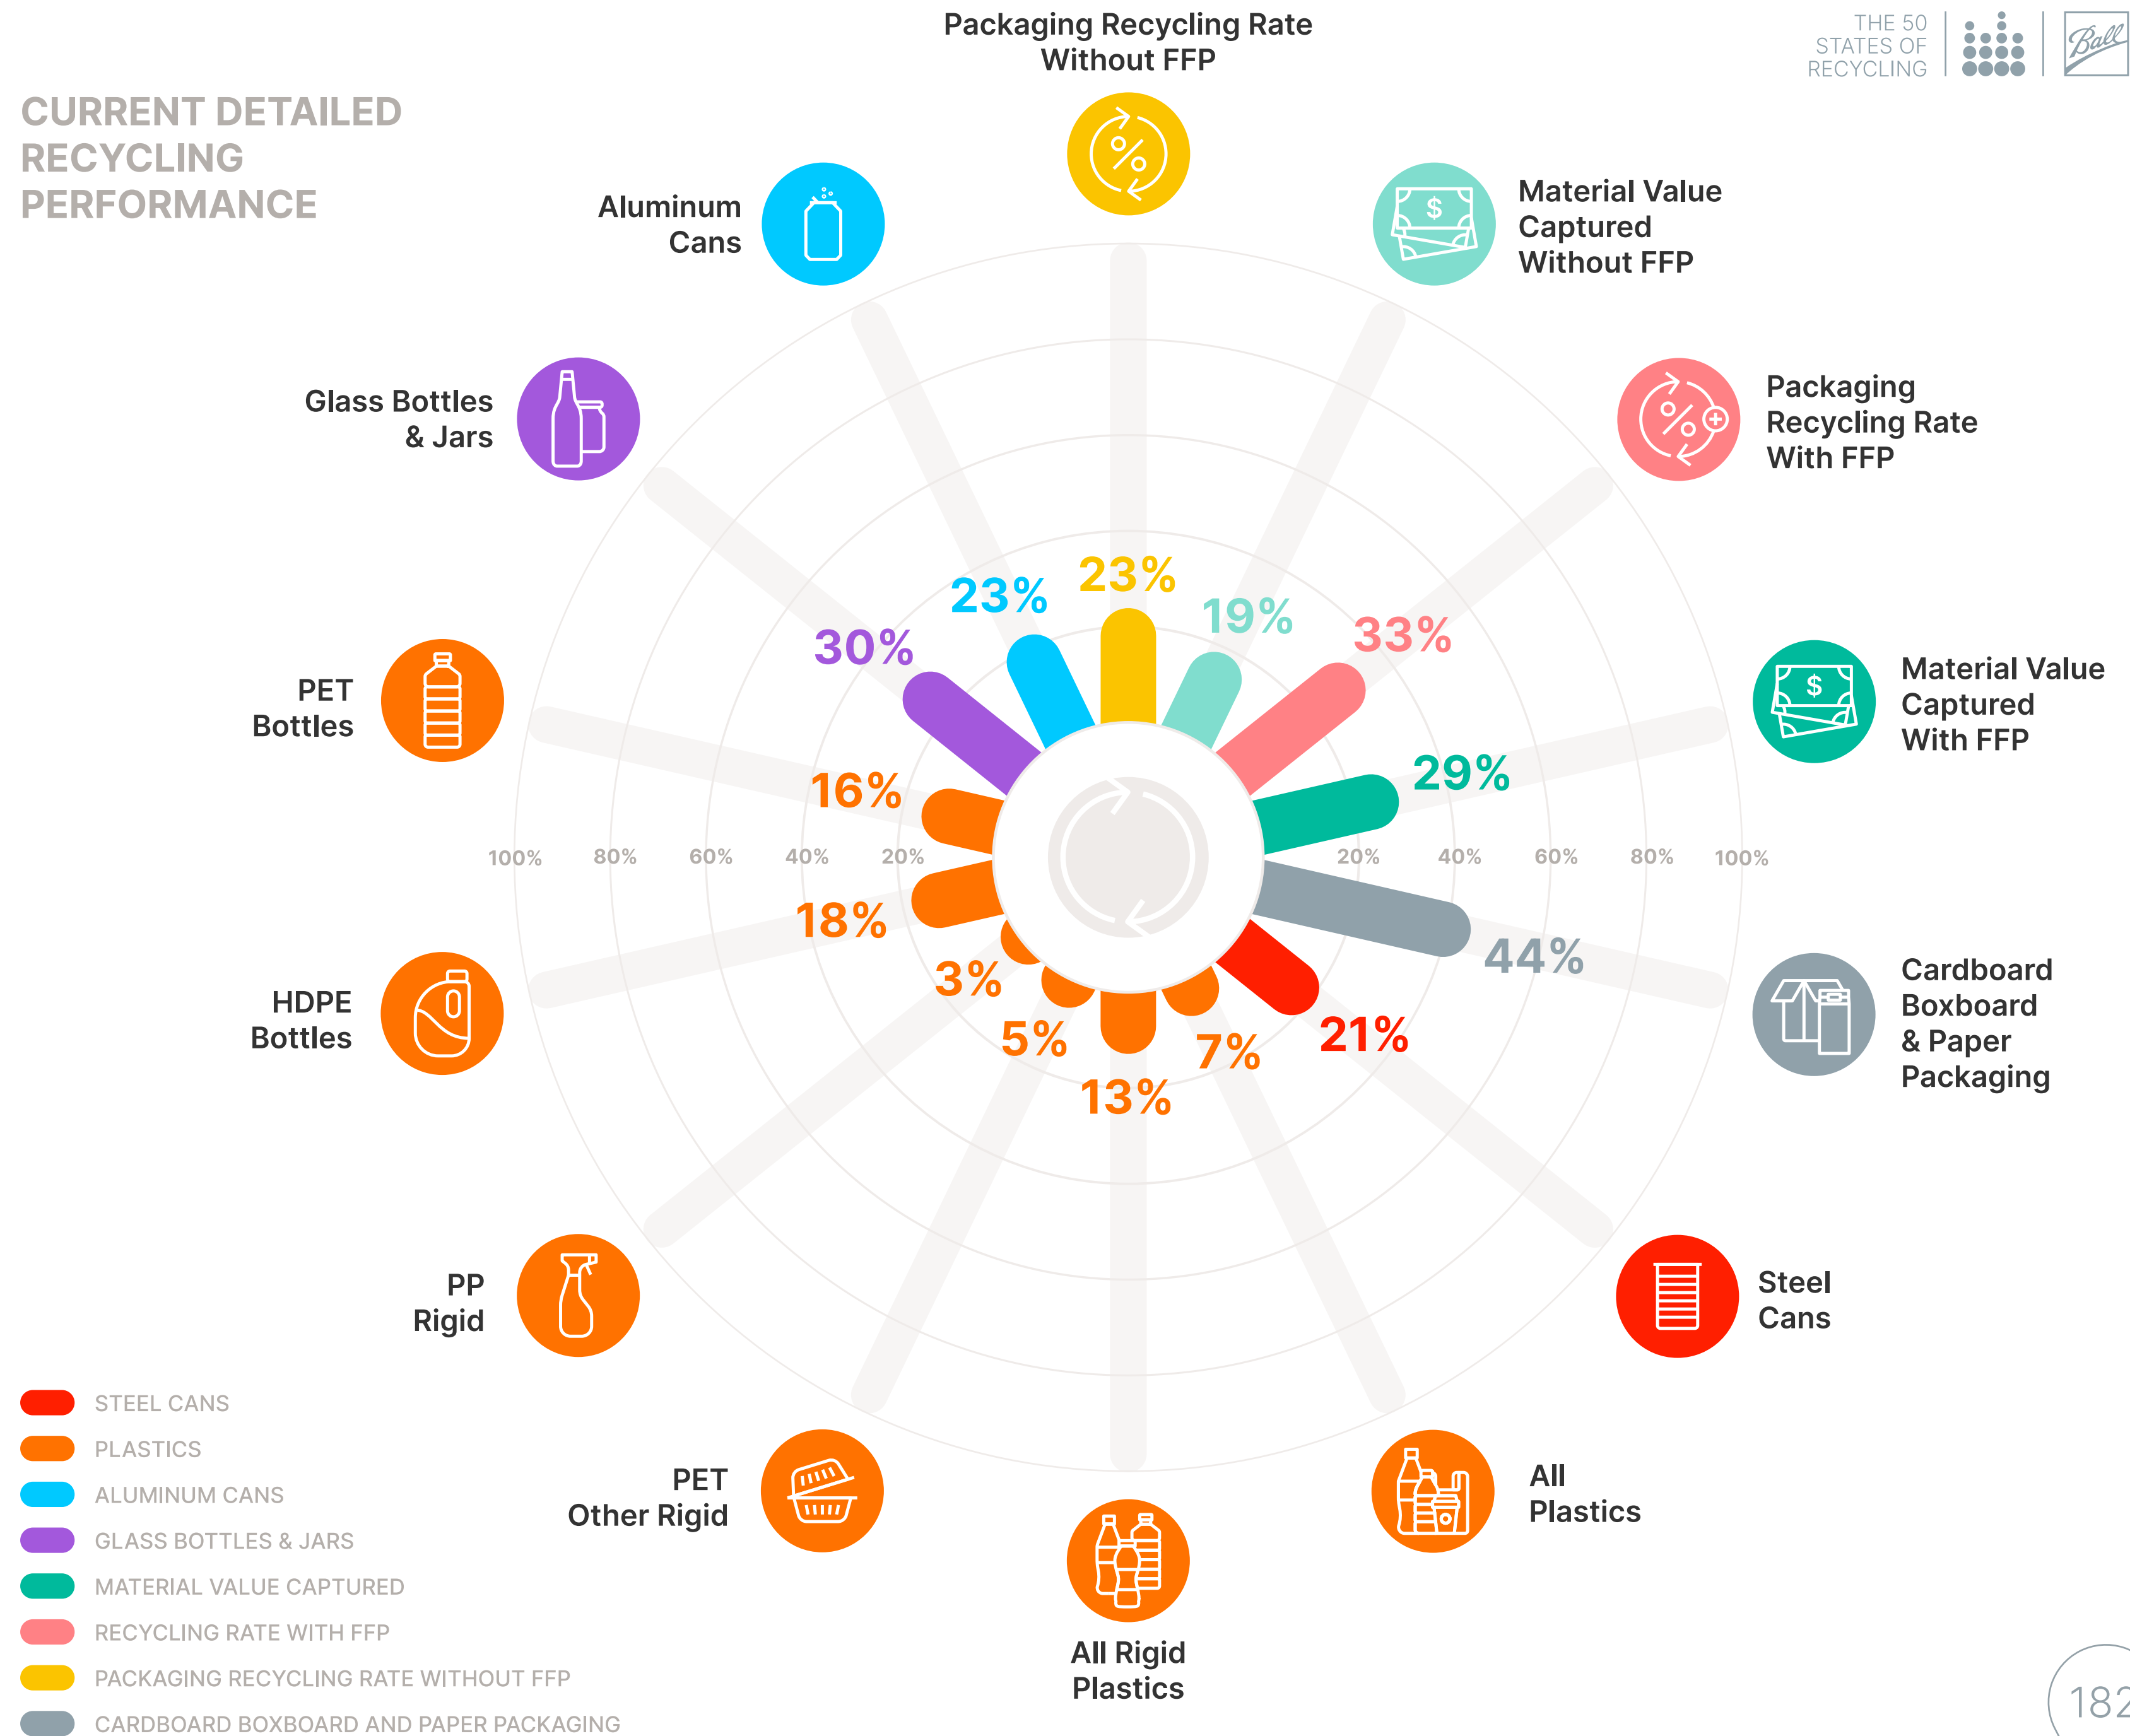 Packaging Recycling Rate
Without FFP
THE 50
STATES OF
RECYCLING
Ball
CURRENT DETAILED
RECYCLING
PERFORMANCE
Aluminum
Cans
Material Value
Captured
Without FFP
Glass Bottles
& Jars
Packaging
Recycling Rate
With FFP
PET
Bottles
Material Value
Captured
With FFP
23%
23%
19%
30%
33%
29%
16%
100% 80% 60% 40% 20% 20% 40% 60% 80% 100%
18%
44%
3%
5%
13%
7%
21%
HDPE
Bottles
Cardboard
Boxboard
& Paper
Packaging
PP
Rigid
Steel
Cans
PET
Other Rigid
All
Plastics
All Rigid
Plastics
STEEL CANS
PLASTICS
ALUMINUM CANS
GLASS BOTTLES & JARS
MATERIAL VALUE CAPTURED
RECYCLING RATE WITH FFP
PACKAGING RECYCLING RATE WITHOUT FFP
CARDBOARD BOXBOARD AND PAPER PACKAGING
182